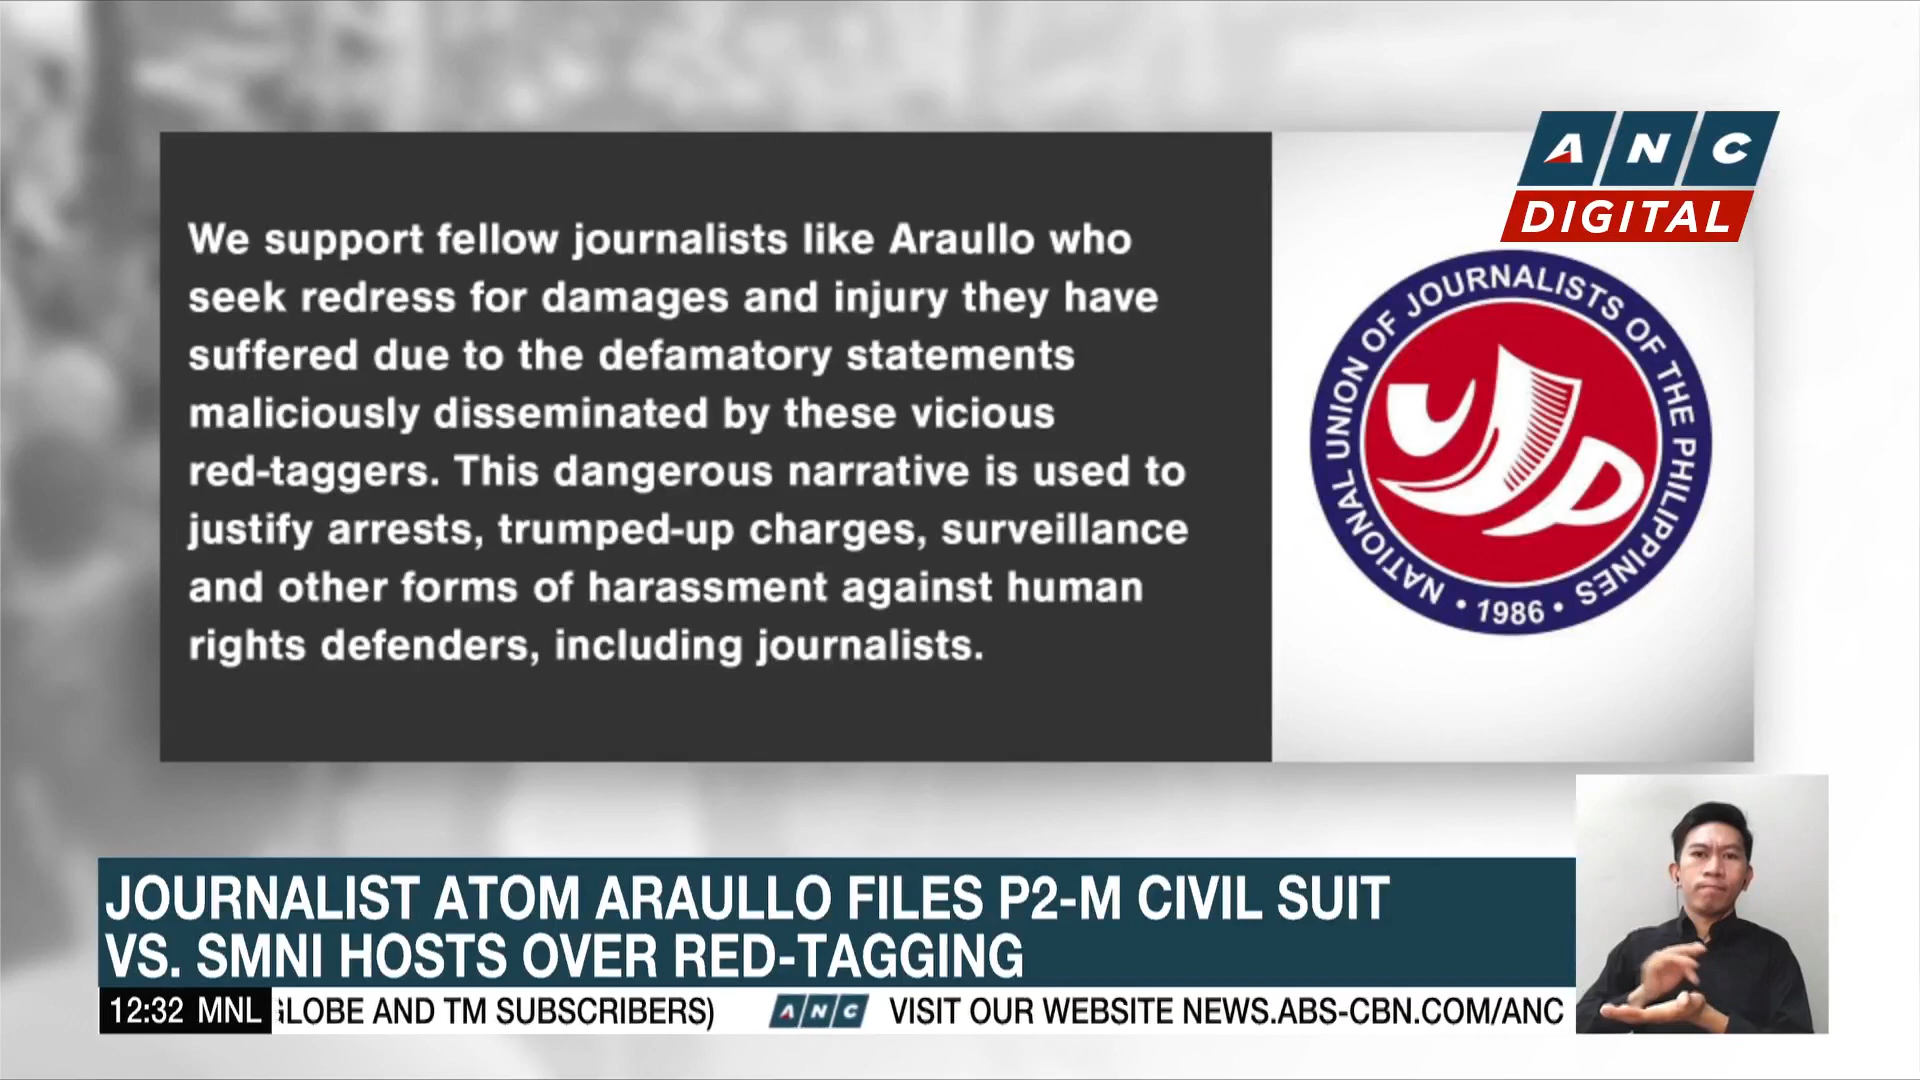 ANC
DIGITAL
We support fellow journalists like Araullo who
seek redress for damages and injury they have
suffered due to the defamatory statements
maliciously disseminated by these vicious
red-taggers. This dangerous narrative is used to
justify arrests, trumped-up charges, surveillance
and other forms of harassment against human
rights defenders, including journalists.
NATIONAL UNION OF JOURNALISTS OF THE PHILIPPINES
• 1986 •
UJP
JOURNALIST ATOM ARAULLO FILES P2-M CIVIL SUIT
VS. SMNI HOSTS OVER RED-TAGGING
12:32 MNL GLOBE AND TM SUBSCRIBERS) ANC VISIT OUR WEBSITE NEWS.ABS-CBN.COM/ANC